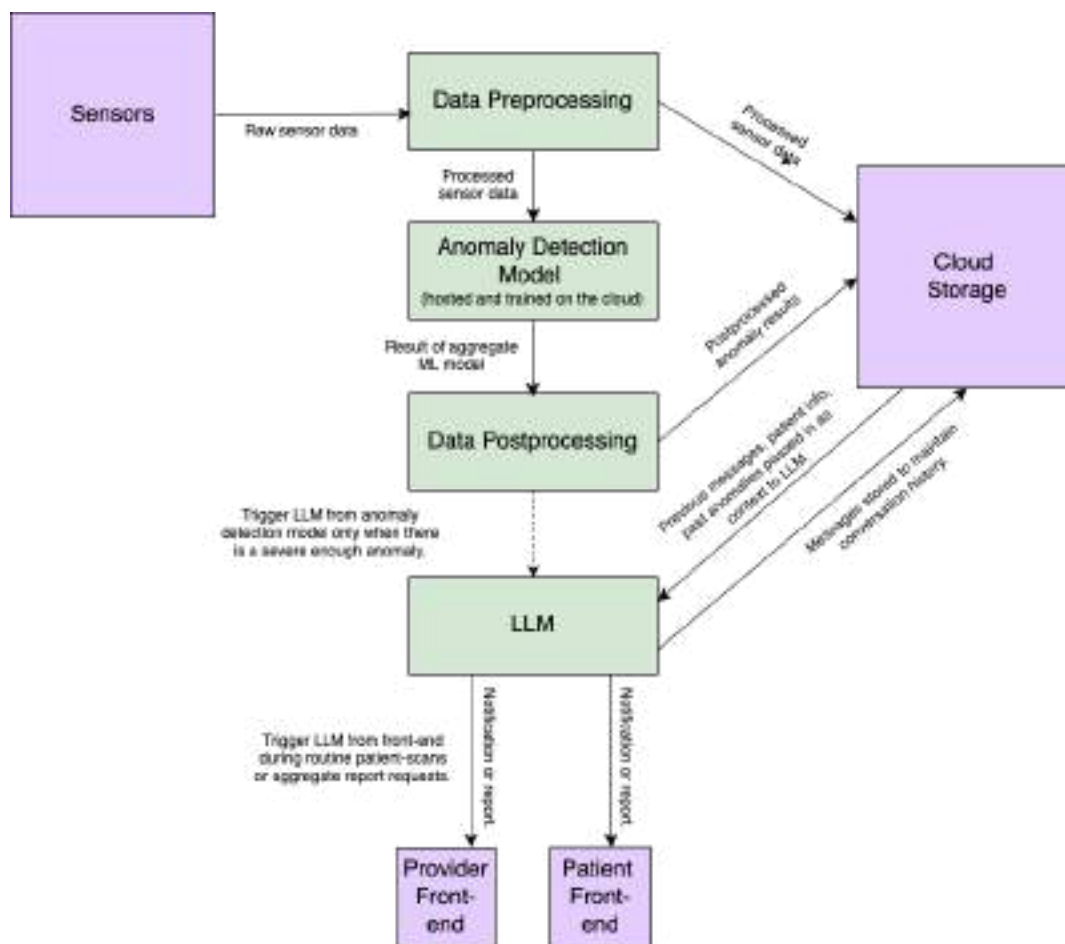 Sensors
Raw sensor data
Data Preprocessing
Processed
sensor data
Processed
sensor data
Anomaly Detection
Model
(hosted and trained on the cloud)
Cloud
Storage
Result of aggregate
ML model
Postprocessed
anomaly results
Data Postprocessing
Previous messages, patient info,
past anomalies passed in as
context to LLM
Messages stored to maintain
conversation history.
Trigger LLM from anomaly
detection model only when there
is a severe enough anomaly.
LLM
Trigger LLM from front-end
during routine patient-scans
or aggregate report requests.
Notification or report.
Notification or report.
Provider
Front-
end
Patient
Front-
end